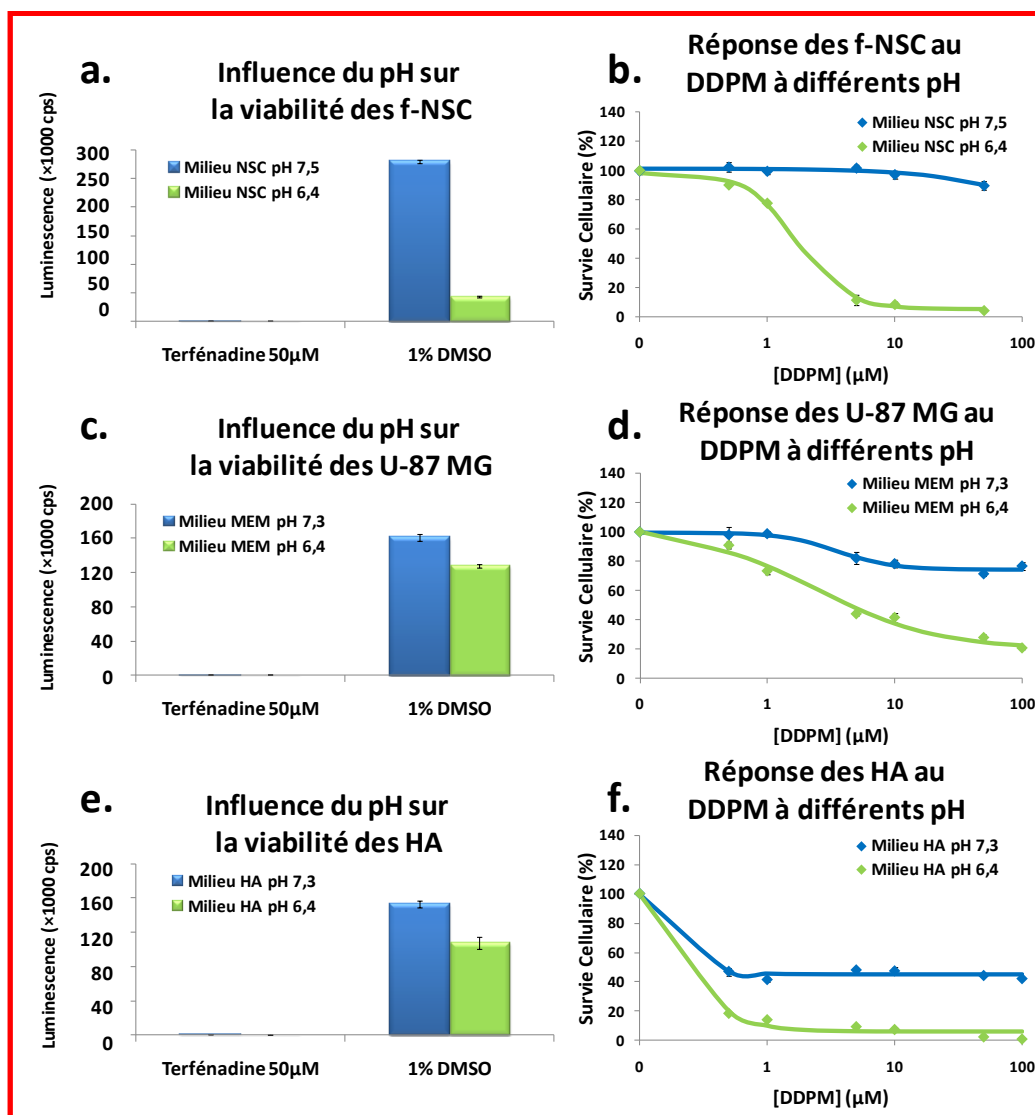 a.
Influence du pH sur
la viabilité des f-NSC
Luminescence (×1000 cps)
300
250
200
150
100
50
0
Milieu NSC pH 7,5
Milieu NSC pH 6,4
Terfénadine 50µM
1% DMSO
b.
Réponse des f-NSC au
DDPM à différents pH
Survie Cellulaire (%)
140
120
100
80
60
40
20
0
Milieu NSC pH 7,5
Milieu NSC pH 6,4
0
1
10
100
[DDPM] (µM)
c.
Influence du pH sur
la viabilité des U-87 MG
Luminescence (×1000 cps)
200
160
120
80
40
0
Milieu MEM pH 7,3
Milieu MEM pH 6,4
Terfénadine 50µM
1% DMSO
d.
Réponse des U-87 MG au
DDPM à différents pH
Survie Cellulaire (%)
140
120
100
80
60
40
20
0
Milieu MEM pH 7,3
Milieu MEM pH 6,4
0
1
10
100
[DDPM] (µM)
e.
Influence du pH sur
la viabilité des HA
Luminescence (×1000 cps)
200
160
120
80
40
0
Milieu HA pH 7,3
Milieu HA pH 6,4
Terfénadine 50µM
1% DMSO
f.
Réponse des HA au
DDPM à différents pH
Survie Cellulaire (%)
140
120
100
80
60
40
20
0
Milieu HA pH 7,3
Milieu HA pH 6,4
0
1
10
100
[DDPM] (µM)